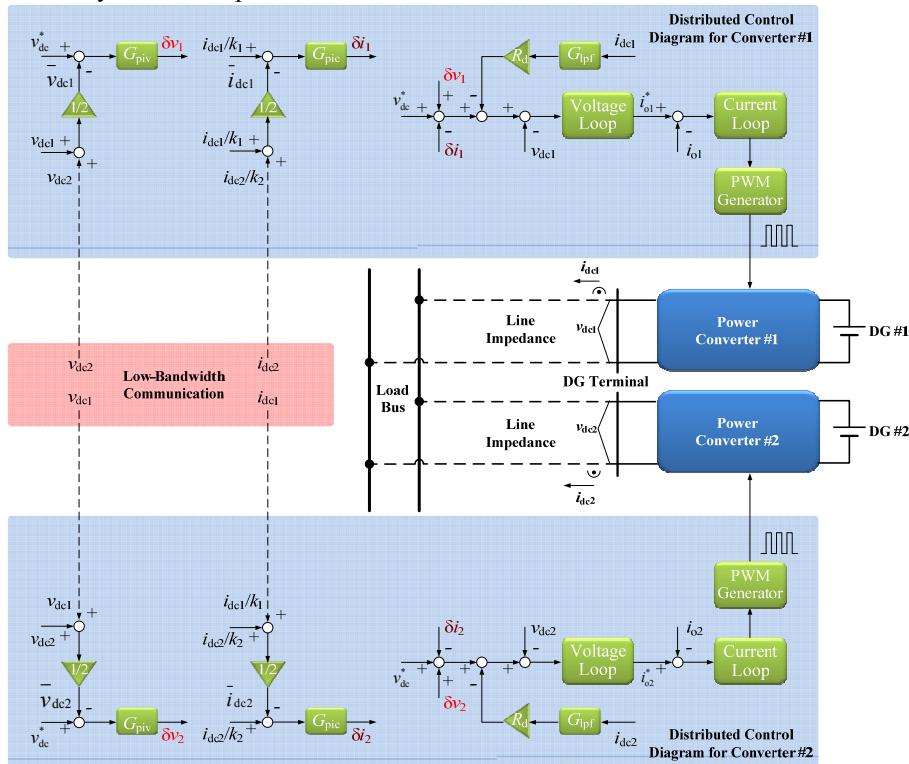 Distributed Control
Diagram for Converter #1
v*dc + - Gpiv δv1
v̄dc1
1/2
vdc1 + +
vdc2
idc1/k1 + - Gpic δi1
īdc1
1/2
idc1/k1 + +
idc2/k2
Rd Glpf idc1
δv1
v*dc + + - δi1
+ -
+ - vdc1
Voltage
Loop
i*o1 + - io1
Current
Loop
PWM
Generator
vdc2
vdc1
Low-Bandwidth
Communication
idc2
idc1
Load
Bus
idc1
Line
Impedance
vdc1
Power
Converter #1
DG #1
DG Terminal
Line
Impedance
vdc2
Power
Converter #2
DG #2
idc2
PWM
Generator
vdc1 +
vdc2 +
1/2
v̄dc2 -
v*dc + Gpiv δv2
idc1/k1 +
idc2/k2 +
1/2
īdc2 -
idc2/k2 + Gpic δi2
δi2 -
v*dc + +
δv2 +
- +
vdc2 - +
Voltage
Loop
i*o2 + io2 -
Current
Loop
Rd Glpf idc2
Distributed Control
Diagram for Converter #2